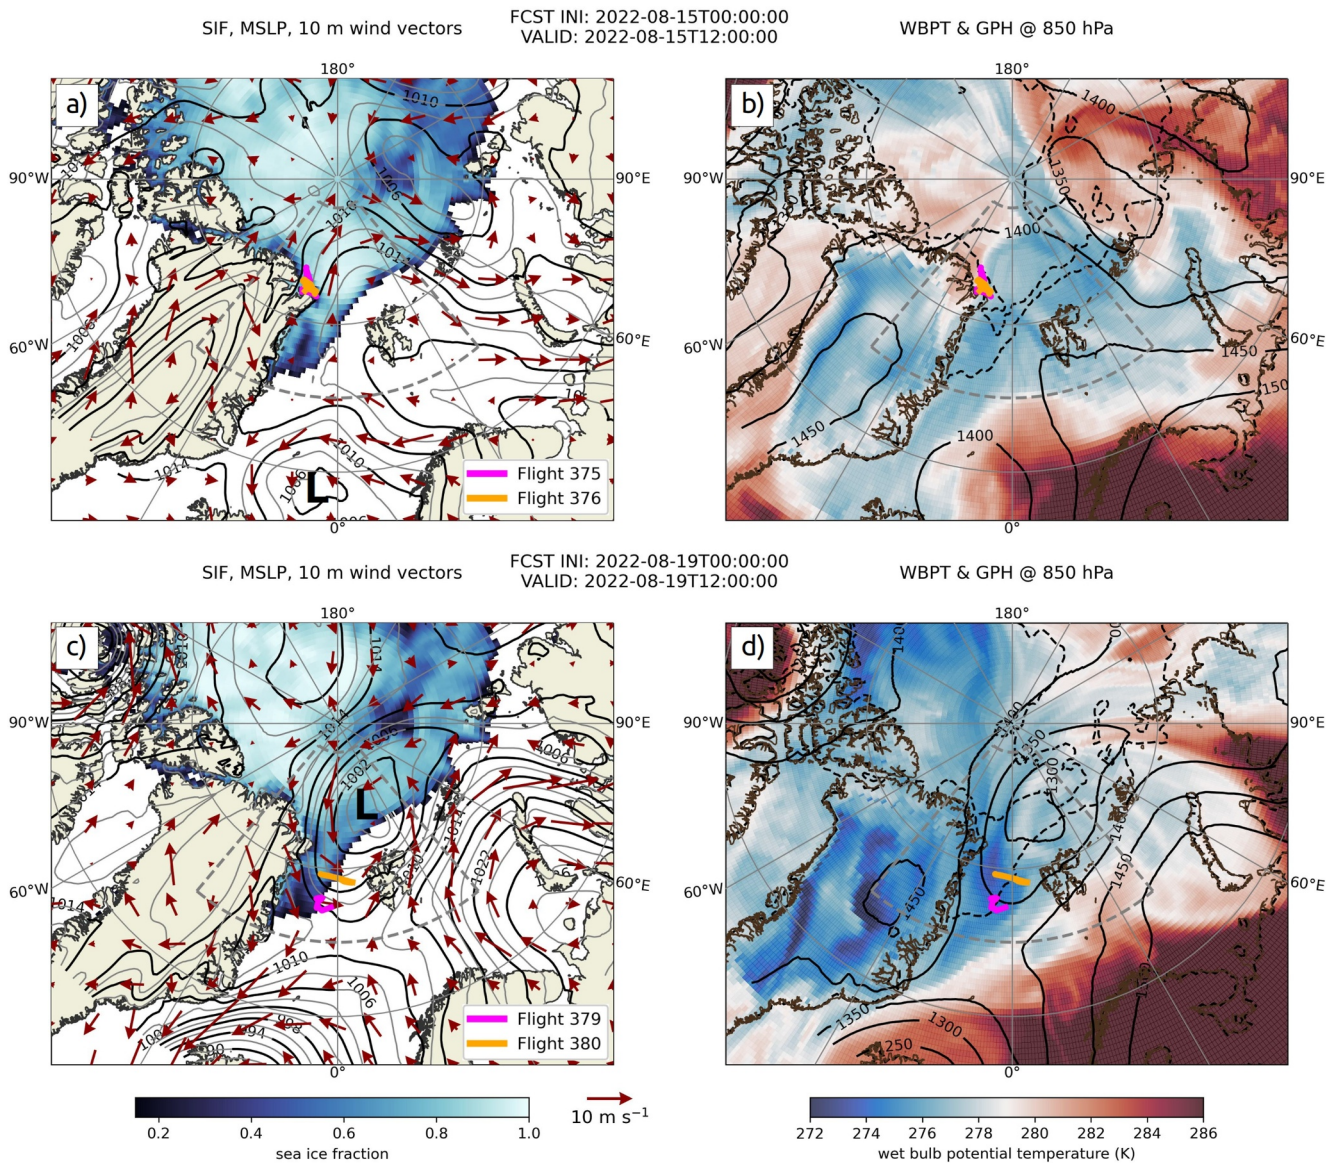 SIF, MSLP, 10 m wind vectors
FCST INI: 2022-08-15T00:00:00
VALID: 2022-08-15T12:00:00
WBPT & GPH @ 850 hPa
180°
180°
a)
b)
1010
1400
90°W
90°E
90°E
1006
1350
1010
1400
1006
60°W
60°E
60°W
60°E
1450
1450
1400
1010
1014
1006
L
Flight 375
Flight 376
0°
0°
SIF, MSLP, 10 m wind vectors
FCST INI: 2022-08-19T00:00:00
VALID: 2022-08-19T12:00:00
WBPT & GPH @ 850 hPa
180°
180°
c)
d)
1014
1014
1400
90°W
90°E
90°W
90°E
1006
1350
1002
1300
L
1022
1450
60°W
60°E
60°W
60°E
1014
1450
1010
1006
998
994
1350
1300
Flight 379
Flight 380
0°
0°
10 m s⁻¹
0.2 0.4 0.6 0.8 1.0
sea ice fraction
272 274 276 278 280 282 284 286
wet bulb potential temperature (K)